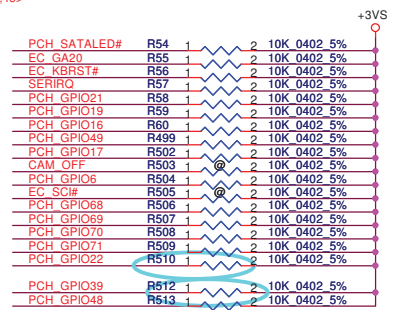 +3VS
PCH_SATALED# R54 1 2 10K_0402_5%
EC_GA20 R55 1 2 10K_0402_5%
EC_KBRST# R56 1 2 10K_0402_5%
SERIRQ R57 1 2 10K_0402_5%
PCH_GPIO21 R58 1 2 10K_0402_5%
PCH_GPIO19 R59 1 2 10K_0402_5%
PCH_GPIO16 R60 1 2 10K_0402_5%
PCH_GPIO49 R499 1 2 10K_0402_5%
PCH_GPIO17 R502 1 2 10K_0402_5%
CAM_OFF R503 1 @ 2 10K_0402_5%
PCH_GPIO6 R504 1 2 10K_0402_5%
EC_SCI# R505 1 @ 2 10K_0402_5%
PCH_GPIO68 R506 1 2 10K_0402_5%
PCH_GPIO69 R507 1 2 10K_0402_5%
PCH_GPIO70 R508 1 2 10K_0402_5%
PCH_GPIO71 R509 1 2 10K_0402_5%
PCH_GPIO22 R510 1 2 10K_0402_5%
PCH_GPIO39 R512 1 2 10K_0402_5%
PCH_GPIO48 R513 1 2 10K_0402_5%